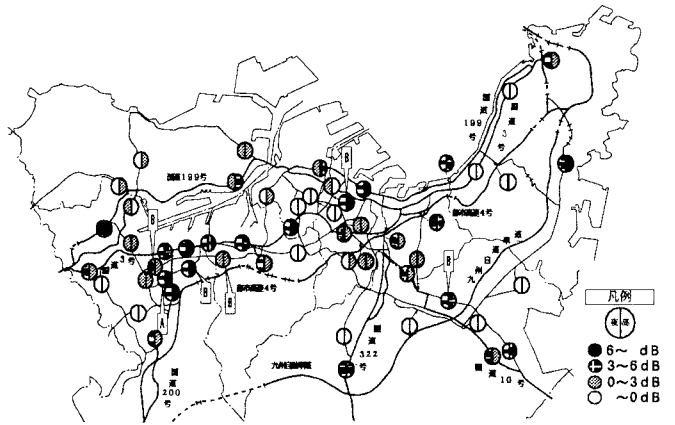 国道199号
国道3号
国道199号
B
B
都市高速4号
九州自動車道
国道3号
B
B
B
都市高速4号
A
国道322号
九州自動車道
国道10号
国道200号
凡例
夜 昼
6〜 dB
3〜6dB
0〜3dB
〜0dB